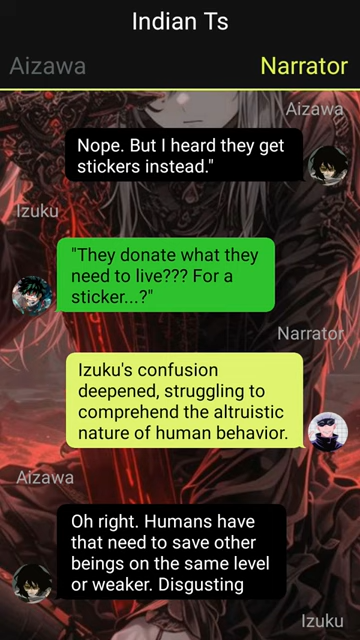 Indian Ts
Aizawa
Narrator
Aizawa
Nope. But I heard they get
stickers instead."
Izuku
"They donate what they
need to live??? For a
sticker...?"
Narrator
Izuku's confusion
deepened, struggling to
comprehend the altruistic
nature of human behavior.
Aizawa
Oh right. Humans have
that need to save other
beings on the same level
or weaker. Disgusting
Izuku